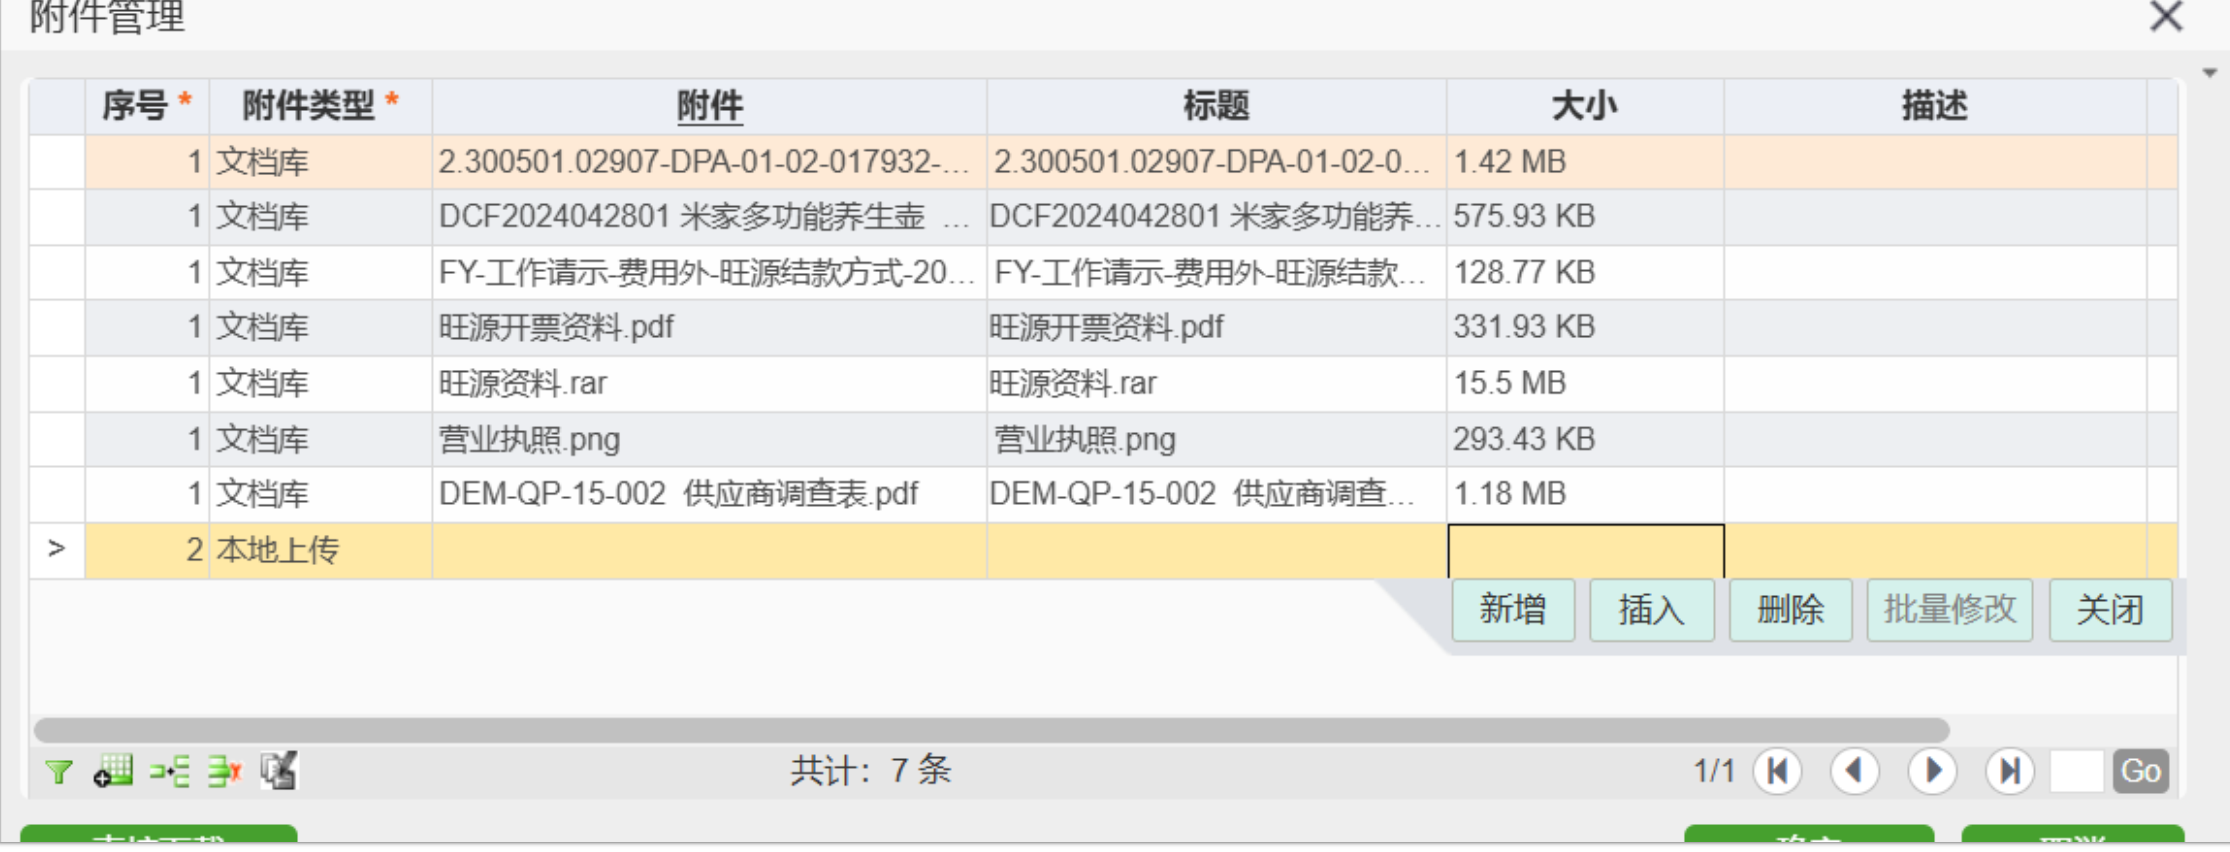 附件管理
序号* 附件类型* 附件 标题 大小 描述
1 文档库 2.300501.02907-DPA-01-02-017932-... 2.300501.02907-DPA-01-02-0... 1.42 MB
1 文档库 DCF2024042801 米家多功能养生壶 ... DCF2024042801 米家多功能养... 575.93 KB
1 文档库 FY-工作请示-费用外-旺源结款方式-20... FY-工作请示-费用外-旺源结款... 128.77 KB
1 文档库 旺源开票资料.pdf 旺源开票资料.pdf 331.93 KB
1 文档库 旺源资料.rar 旺源资料.rar 15.5 MB
1 文档库 营业执照.png 营业执照.png 293.43 KB
1 文档库 DEM-QP-15-002 供应商调查表.pdf DEM-QP-15-002 供应商调查... 1.18 MB
> 2 本地上传
新增 插入 删除 批量修改 关闭
共计：7 条 1/1 Go